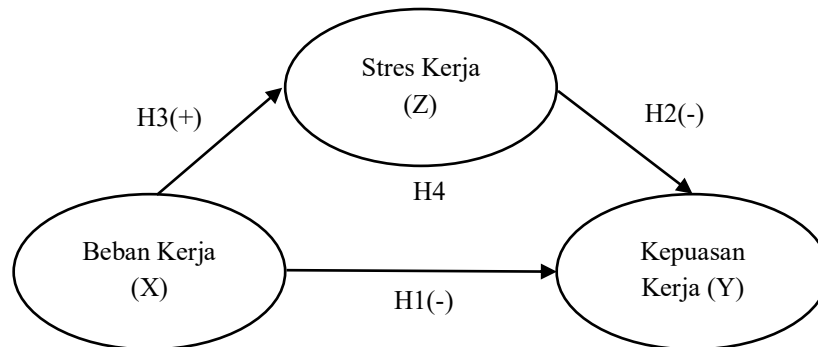 Stres Kerja
(Z)
H3(+)
H2(-)
H4
Beban Kerja
(X)
Kepuasan
Kerja (Y)
H1(-)